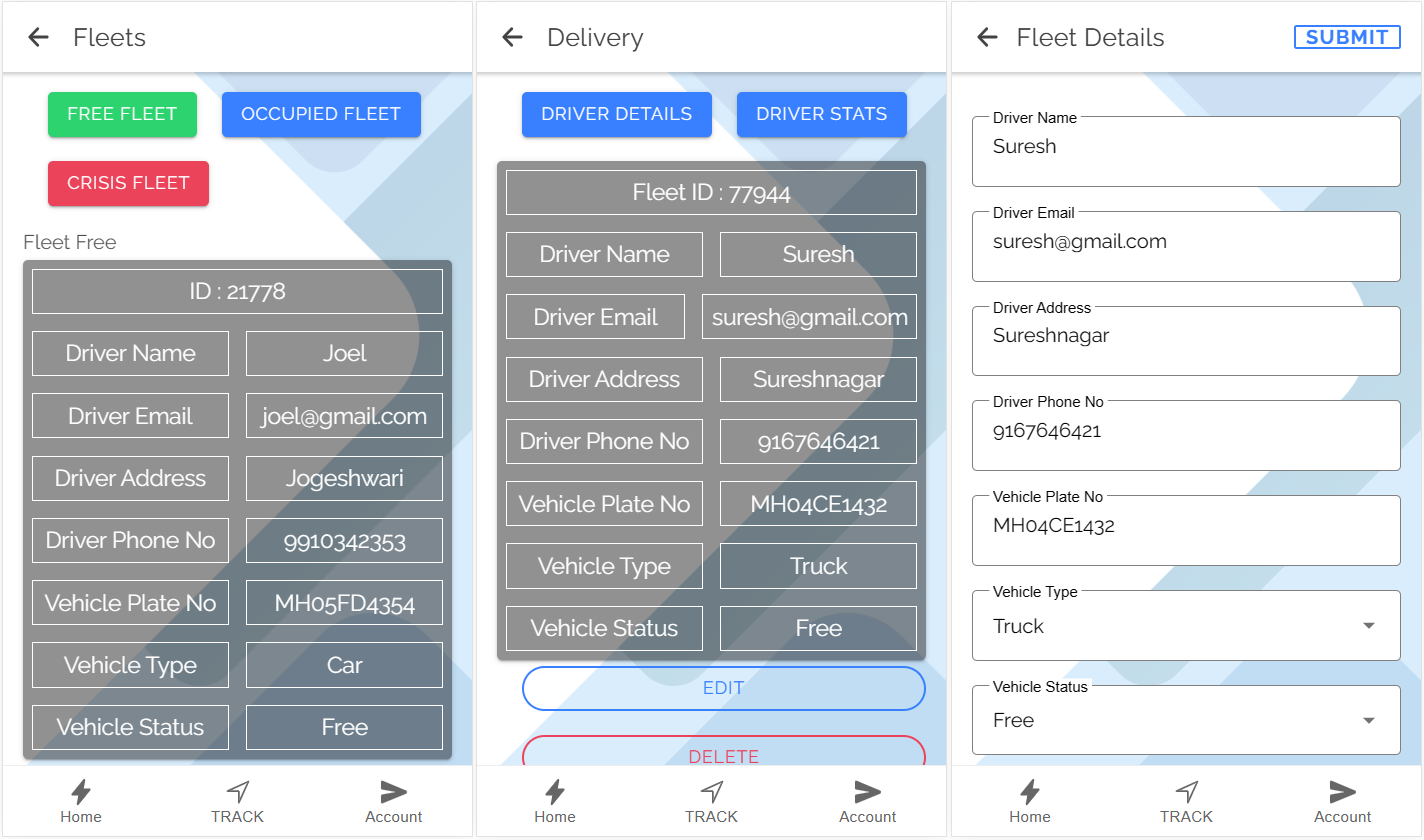 Fleets
FREE FLEET OCCUPIED FLEET
CRISIS FLEET
Fleet Free
ID : 21778
Driver Name Joel
Driver Email joel@gmail.com
Driver Address Jogeshwari
Driver Phone No 9910342353
Vehicle Plate No MH05FD4354
Vehicle Type Car
Vehicle Status Free
Home TRACK Account
Delivery
DRIVER DETAILS DRIVER STATS
Fleet ID : 77944
Driver Name Suresh
Driver Email suresh@gmail.com
Driver Address Sureshnagar
Driver Phone No 9167646421
Vehicle Plate No MH04CE1432
Vehicle Type Truck
Vehicle Status Free
EDIT
DELETE
Home TRACK Account
Fleet Details SUBMIT
Driver Name
Suresh
Driver Email
suresh@gmail.com
Driver Address
Sureshnagar
Driver Phone No
9167646421
Vehicle Plate No
MH04CE1432
Vehicle Type
Truck
Vehicle Status
Free
Home TRACK Account